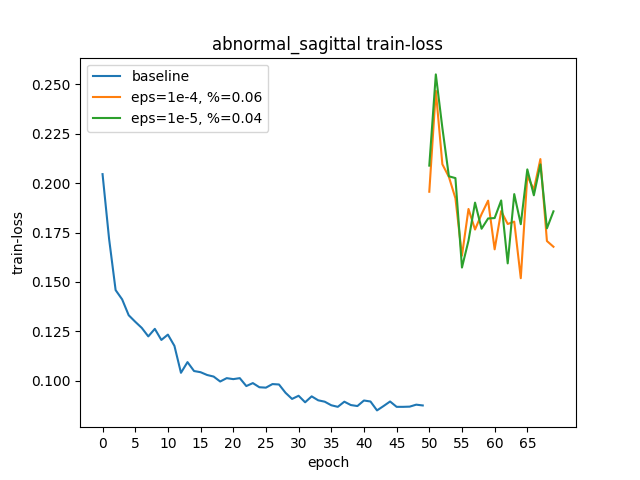 abnormal_sagittal train-loss
baseline
eps=1e-4, %=0.06
eps=1e-5, %=0.04
train-loss
0.250
0.225
0.200
0.175
0.150
0.125
0.100
0 5 10 15 20 25 30 35 40 45 50 55 60 65
epoch